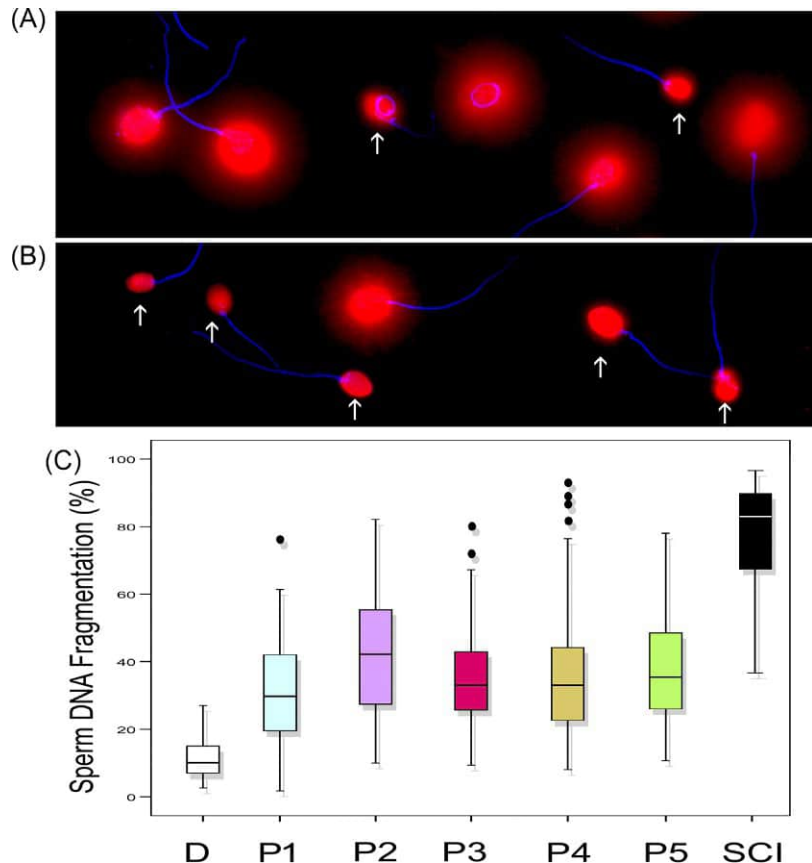 (A)
(B)
(C)
Sperm DNA Fragmentation (%)
100
80
60
40
20
0
D P1 P2 P3 P4 P5 SCI